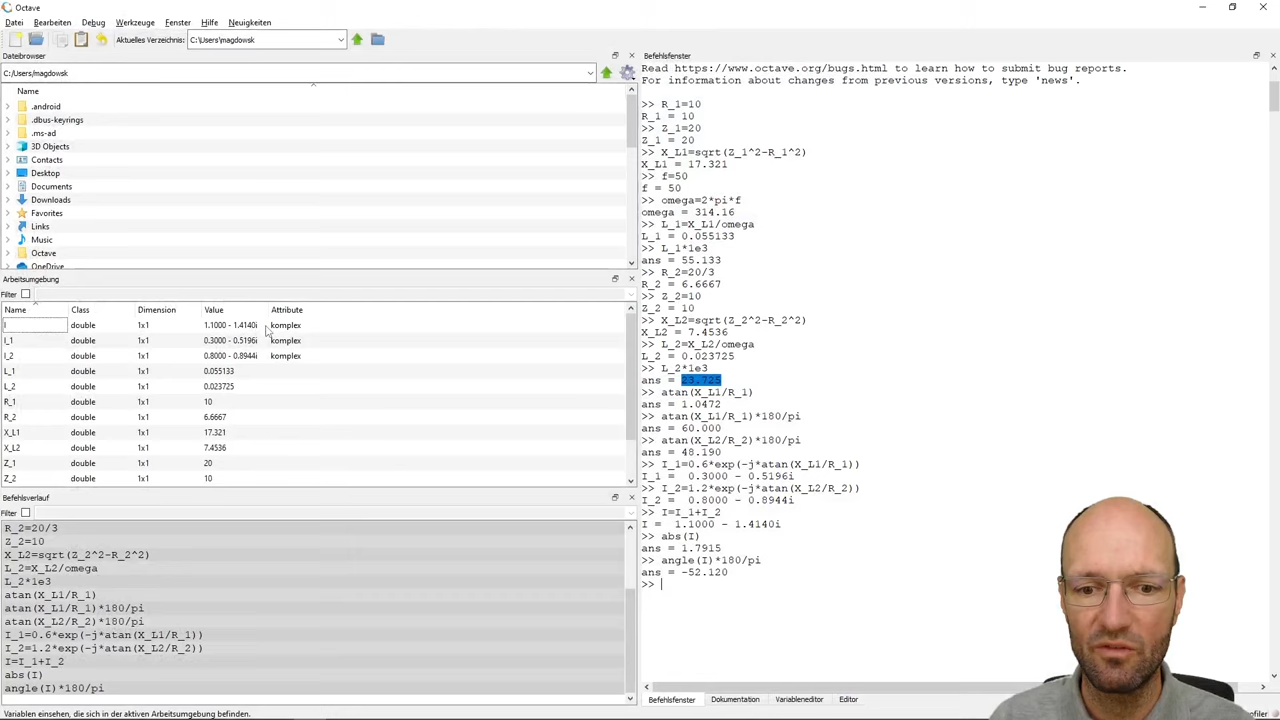 Octave
Datei Bearbeiten Debug Werkzeuge Fenster Hilfe Neuigkeiten
Aktuelles Verzeichnis: C:\Users\magdowsk
Dateibrowser
C:/Users/magdowsk
Name
.android
.dbus-keyrings
.ms-ad
3D Objects
Contacts
Desktop
Documents
Downloads
Favorites
Links
Music
Octave
OneDrive
Arbeitsumgebung
Filter
Name Class Dimension Value Attribute
I double 1x1 1.1000 - 1.4140i komplex
I_1 double 1x1 0.3000 - 0.5196i komplex
I_2 double 1x1 0.8000 - 0.8944i komplex
L_1 double 1x1 0.055133
L_2 double 1x1 0.023725
R_1 double 1x1 10
R_2 double 1x1 6.6667
X_L1 double 1x1 17.321
X_L2 double 1x1 7.4536
Z_1 double 1x1 20
Z_2 double 1x1 10
Befehlsverlauf
Filter
R_2=20/3
Z_2=10
X_L2=sqrt(Z_2^2-R_2^2)
L_2=X_L2/omega
L_2*1e3
atan(X_L1/R_1)
atan(X_L1/R_1)*180/pi
atan(X_L2/R_2)*180/pi
I_1=0.6*exp(-j*atan(X_L1/R_1))
I_2=1.2*exp(-j*atan(X_L2/R_2))
I=I_1+I_2
abs(I)
angle(I)*180/pi
Befehlsfenster
Read https://www.octave.org/bugs.html to learn how to submit bug reports.
For information about changes from previous versions, type 'news'.
>> R_1=10
R_1 = 10
>> Z_1=20
Z_1 = 20
>> X_L1=sqrt(Z_1^2-R_1^2)
X_L1 = 17.321
>> f=50
f = 50
>> omega=2*pi*f
omega = 314.16
>> L_1=X_L1/omega
L_1 = 0.055133
>> L_1*1e3
ans = 55.133
>> R_2=20/3
R_2 = 6.6667
>> Z_2=10
Z_2 = 10
>> X_L2=sqrt(Z_2^2-R_2^2)
X_L2 = 7.4536
>> L_2=X_L2/omega
L_2 = 0.023725
>> L_2*1e3
ans = 23.725
>> atan(X_L1/R_1)
ans = 1.0472
>> atan(X_L1/R_1)*180/pi
ans = 60.000
>> atan(X_L2/R_2)*180/pi
ans = 48.190
>> I_1=0.6*exp(-j*atan(X_L1/R_1))
I_1 = 0.3000 - 0.5196i
>> I_2=1.2*exp(-j*atan(X_L2/R_2))
I_2 = 0.8000 - 0.8944i
>> I=I_1+I_2
I = 1.1000 - 1.4140i
>> abs(I)
ans = 1.7915
>> angle(I)*180/pi
ans = -52.120
>>
Befehlsfenster Dokumentation Variableneditor Editor
Variablen einsehen, die sich in der aktiven Arbeitsumgebung befinden.